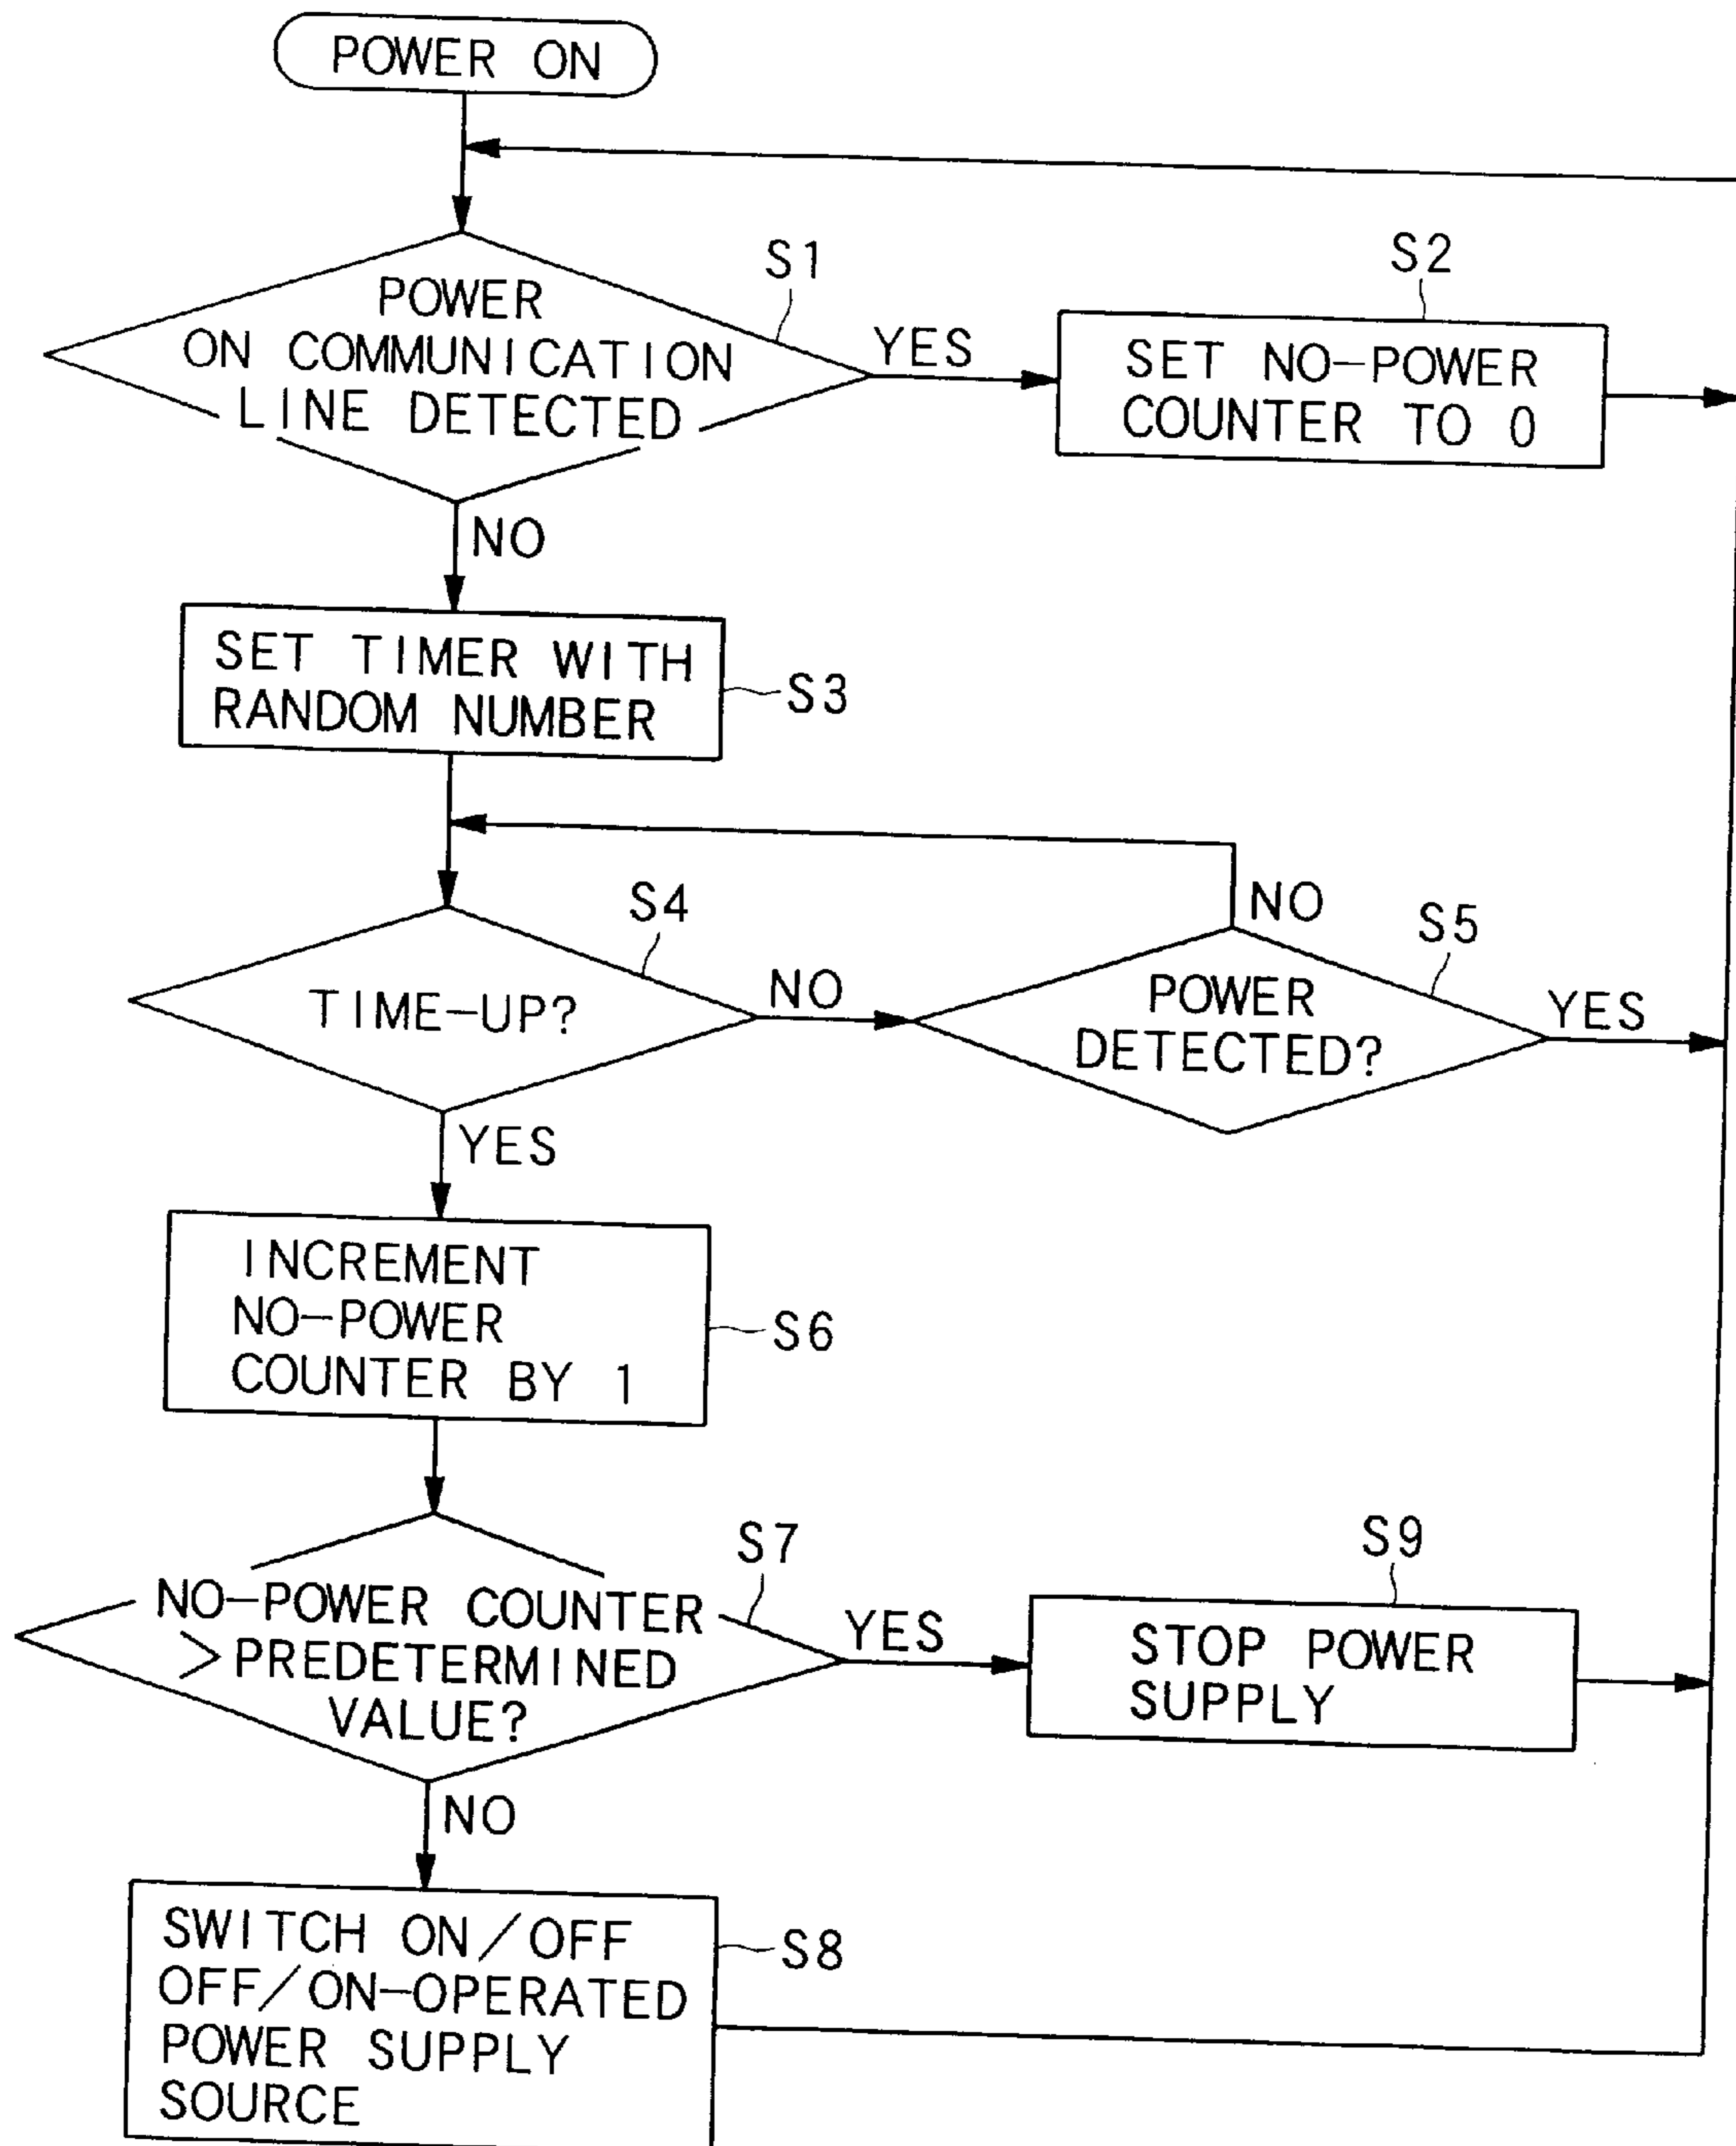 POWER ON
POWER
ON COMMUNICATION
LINE DETECTED
S1
YES
S2
SET NO-POWER
COUNTER TO 0
NO
SET TIMER WITH
RANDOM NUMBER
S3
TIME-UP?
S4
NO
POWER
DETECTED?
S5
NO
YES
YES
INCREMENT
NO-POWER
COUNTER BY 1
S6
NO-POWER COUNTER
>PREDETERMINED
VALUE?
S7
YES
S9
STOP POWER
SUPPLY
NO
SWITCH ON/OFF
OFF/ON-OPERATED
POWER SUPPLY
SOURCE
S8